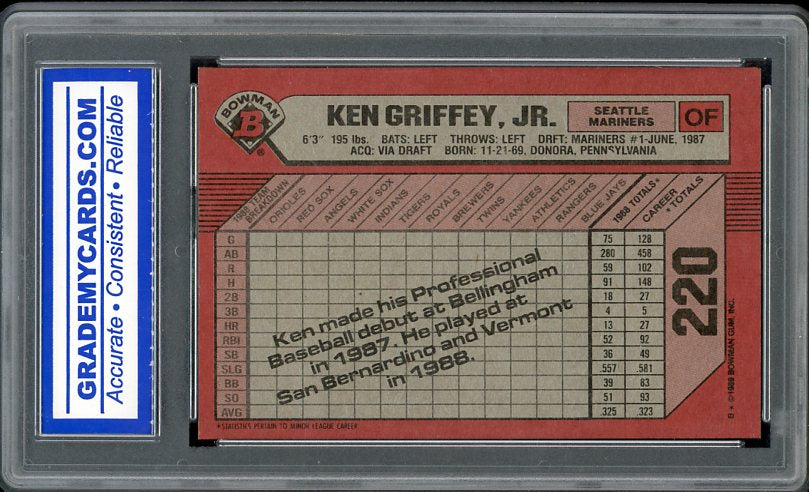 GRADEMYCARDS.COM
Accurate • Consistent • Reliable
BOWMAN
B
®
KEN GRIFFEY, JR.
SEATTLE
MARINERS
OF
6'3" 195 lbs. BATS: LEFT THROWS: LEFT DRFT: MARINERS #1-JUNE, 1987
ACQ: VIA DRAFT BORN: 11-21-69, DONORA, PENNSYLVANIA
1988 TEAM
BREAKDOWN
ORIOLES
RED SOX
ANGELS
WHITE SOX
INDIANS
TIGERS
ROYALS
BREWERS
TWINS
YANKEES
ATHLETICS
RANGERS
BLUE JAYS
1988 TOTALS*
CAREER
*TOTALS
G 75 128
AB 280 458
R 59 102
H 91 148
2B 18 27
3B 4 5
HR 13 27
RBI 52 92
SB 36 49
SLG .557 .581
BB 39 83
SO 51 93
AVG .325 .323
Ken made his Professional
Baseball debut at Bellingham
in 1987. He played at
San Bernardino and Vermont
in 1988.
220
*STATISTICS PERTAIN TO MINOR LEAGUE CAREER
B * © 1989 BOWMAN GUM, INC.